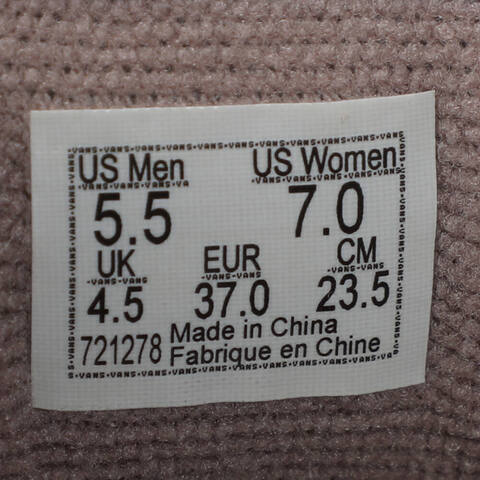 US Men US Women
5.5 7.0
UK EUR CM
4.5 37.0 23.5
721278 Made in China
Fabrique en Chine
VANS